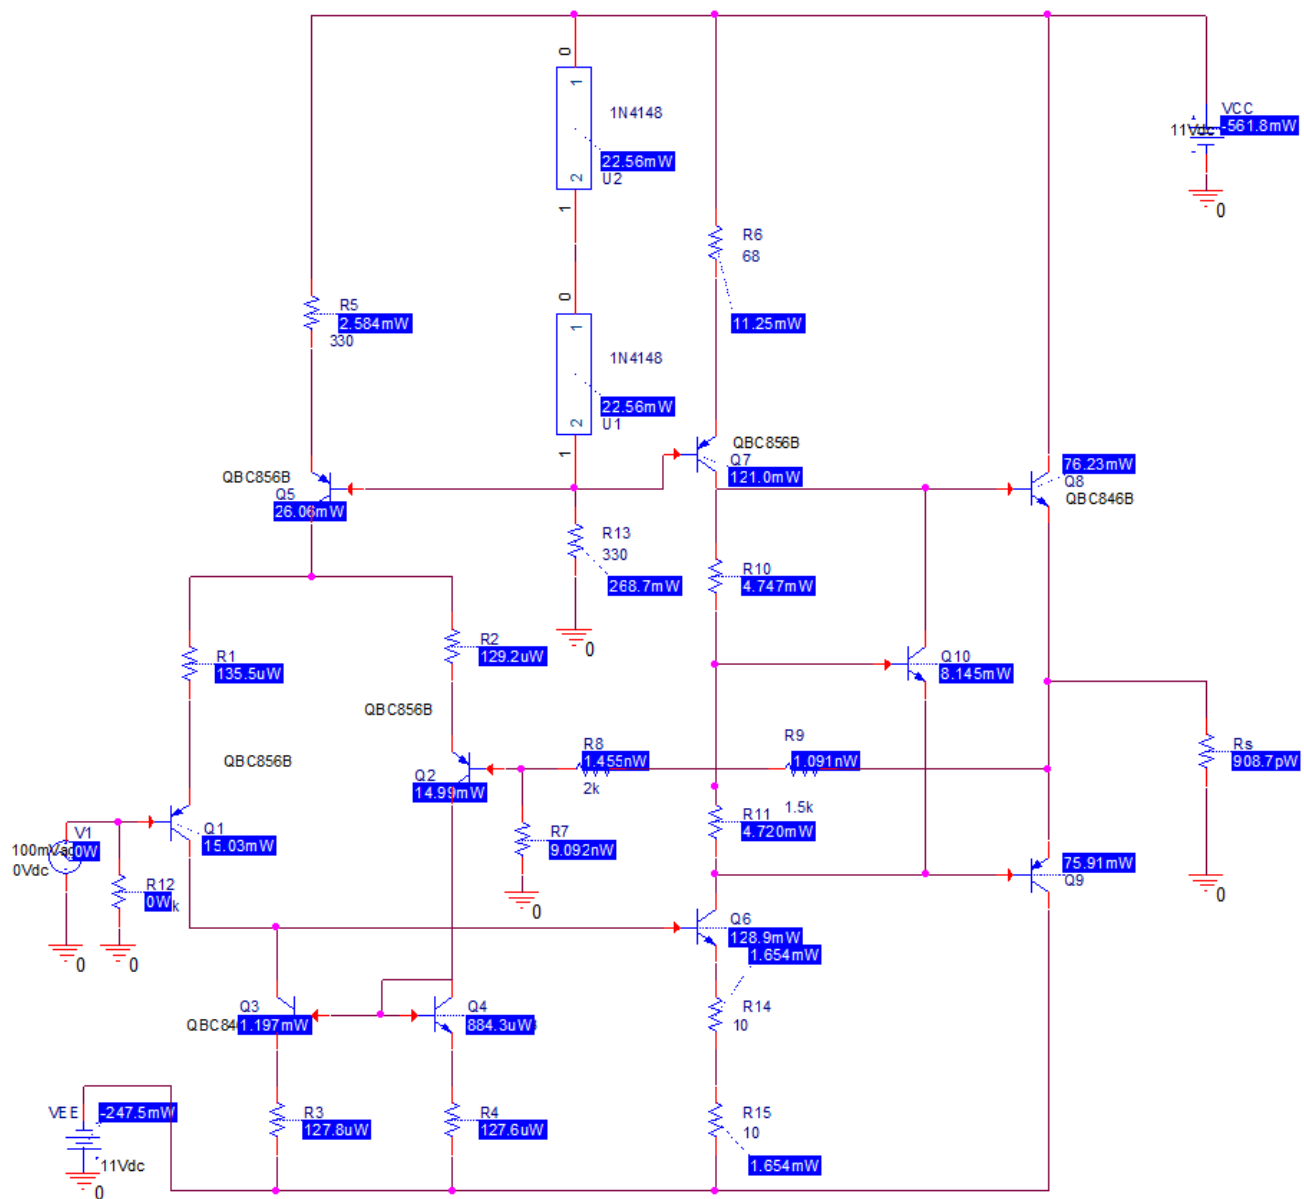 0
1
1N4148
22.56mW
2
U2
1
VCC
11Vdc
-561.8mW
0
R6
68
11.25mW
R5
2.584mW
330
0
1
1N4148
22.56mW
2
U1
1
QBC856B
Q7
121.0mW
QBC856B
Q5
26.06mW
76.23mW
Q8
QBC846B
R13
330
268.7mW
0
R10
4.747mW
R1
135.5uW
R2
129.2uW
Q10
8.145mW
QBC856B
QBC856B
R8
1.455nW
2k
R9
1.091nW
1.5k
Rs
908.7pW
0
Q2
14.99mW
Q1
15.03mW
V1
0W
0Vdc
R12
0W
k
0
0
R7
9.092nW
0
R11
4.720mW
75.91mW
Q9
Q6
128.9mW
1.654mW
R14
10
Q3
1.197mW
Q4
884.3uW
VEE
-247.5mW
11Vdc
0
R3
127.8uW
R4
127.6uW
R15
10
1.654mW